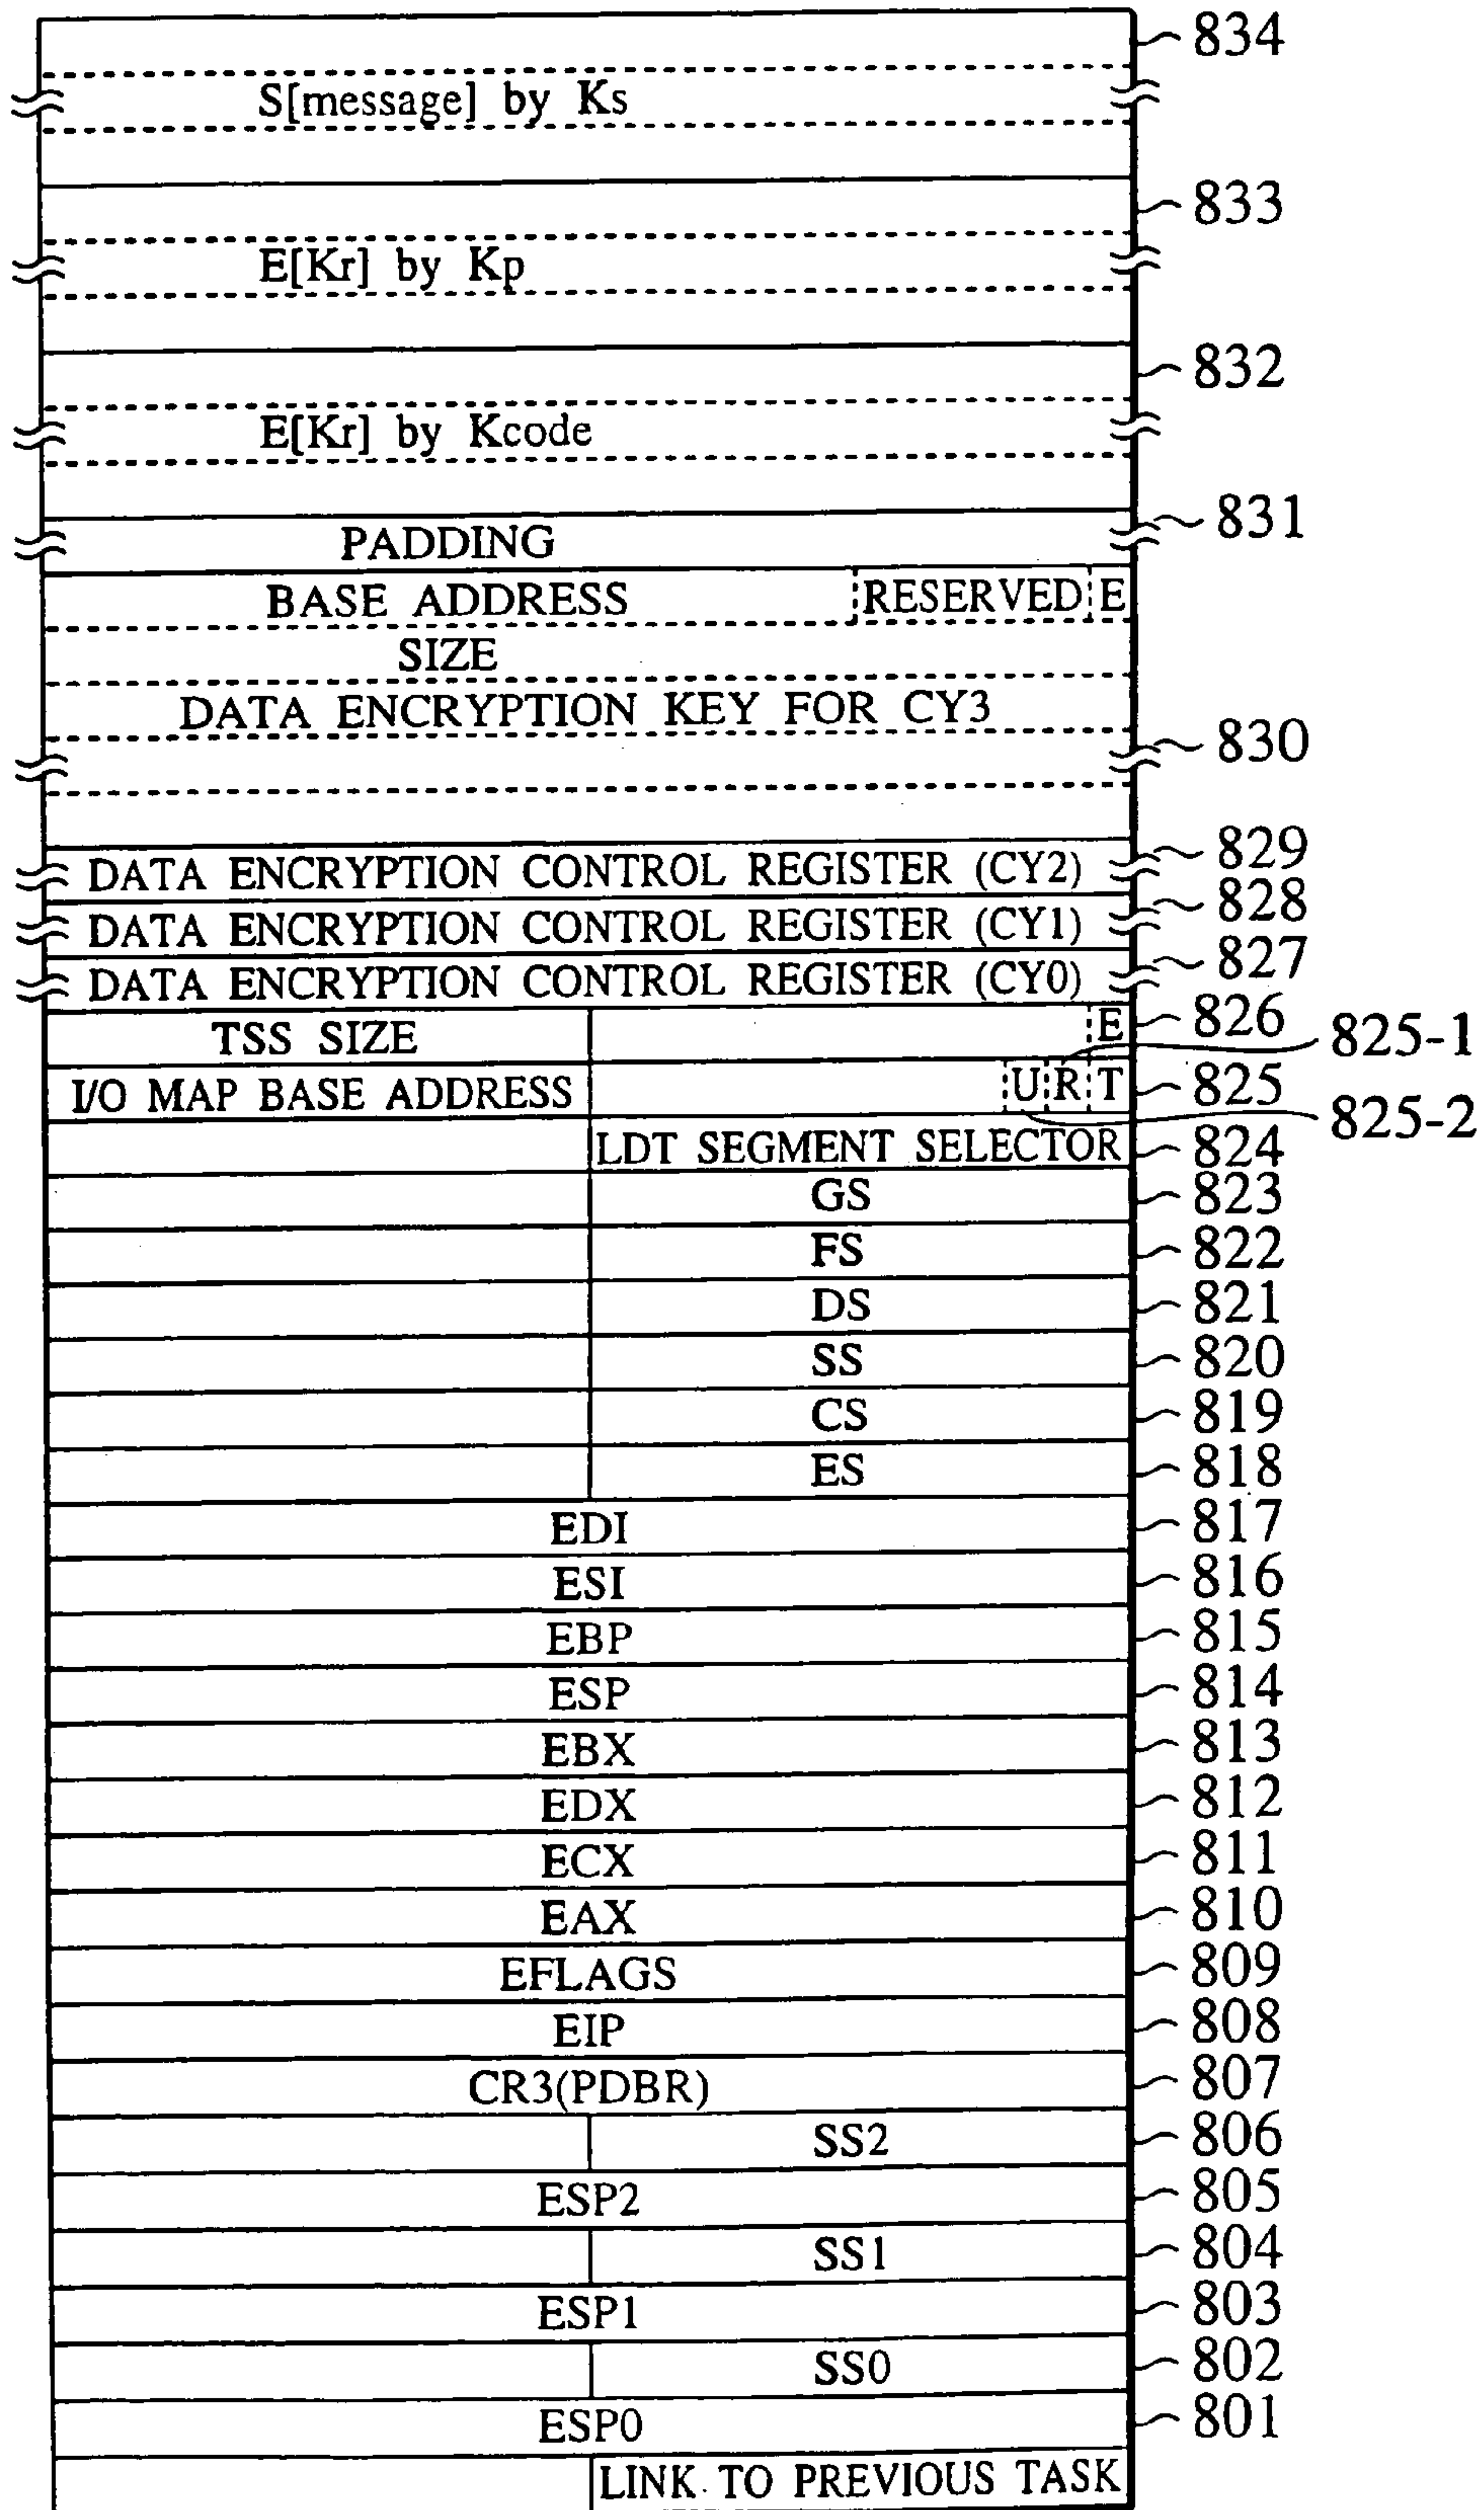 834
S[message] by Ks
833
E[Kr] by Kp
832
E[Kr] by Kcode
831
PADDING
BASE ADDRESS RESERVED E
SIZE
DATA ENCRYPTION KEY FOR CY3
830
829
DATA ENCRYPTION CONTROL REGISTER (CY2)
828
DATA ENCRYPTION CONTROL REGISTER (CY1)
827
DATA ENCRYPTION CONTROL REGISTER (CY0)
TSS SIZE E 826
825-1
I/O MAP BASE ADDRESS U R T 825
825-2
LDT SEGMENT SELECTOR 824
GS 823
FS 822
DS 821
SS 820
CS 819
ES 818
EDI 817
ESI 816
EBP 815
ESP 814
EBX 813
EDX 812
ECX 811
EAX 810
EFLAGS 809
EIP 808
CR3(PDBR) 807
SS2 806
ESP2 805
SS1 804
ESP1 803
SS0 802
ESP0 801
LINK TO PREVIOUS TASK